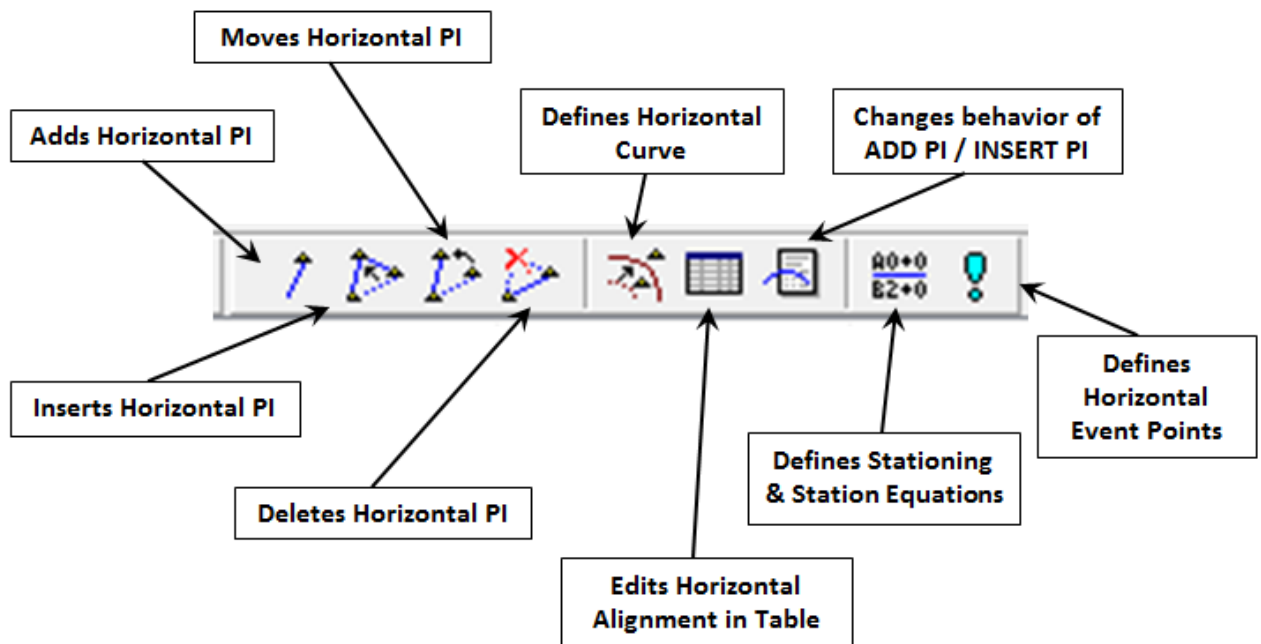 Moves Horizontal PI
Adds Horizontal PI
Defines Horizontal
Curve
Changes behavior of
ADD PI / INSERT PI
A0+0
B2+0
Inserts Horizontal PI
Deletes Horizontal PI
Edits Horizontal
Alignment in Table
Defines Stationing
& Station Equations
Defines
Horizontal
Event Points